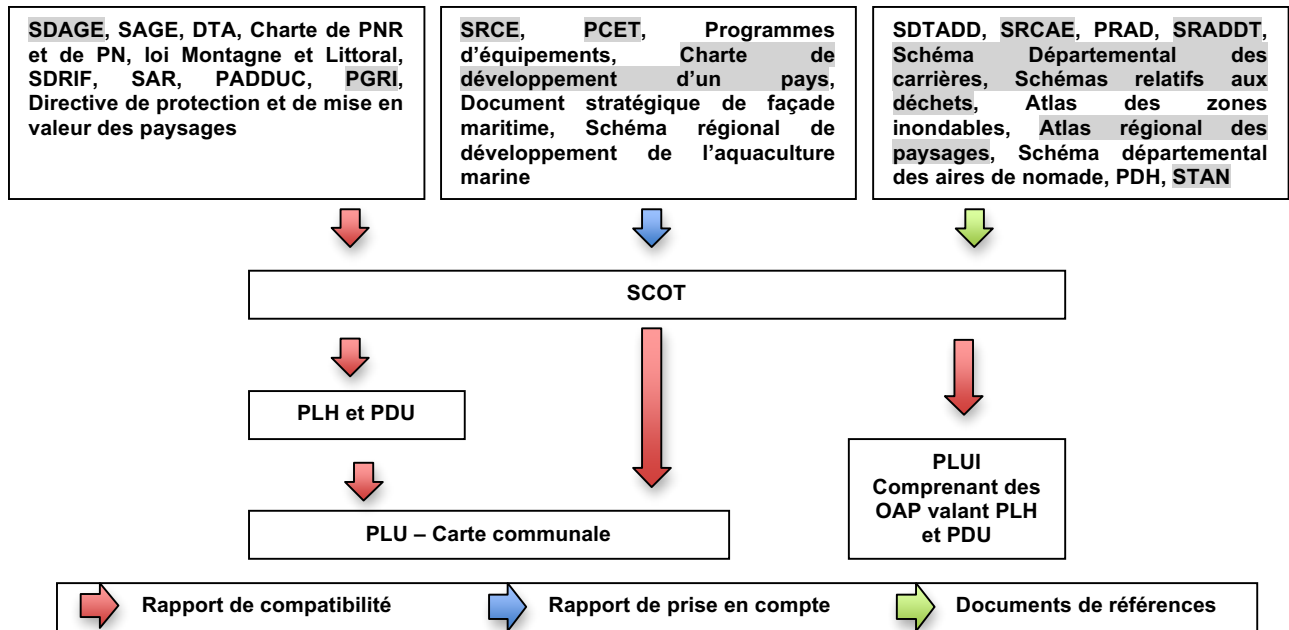 SDAGE, SAGE, DTA, Charte de PNR
et de PN, loi Montagne et Littoral,
SDRIF, SAR, PADDUC, PGRI,
Directive de protection et de mise en
valeur des paysages
SRCE, PCET, Programmes
d'équipements, Charte de
développement d'un pays,
Document stratégique de façade
maritime, Schéma régional de
développement de l'aquaculture
marine
SDTADD, SRCAE, PRAD, SRADDT,
Schéma Départemental des
carrières, Schémas relatifs aux
déchets, Atlas des zones
inondables, Atlas régional des
paysages, Schéma départemental
des aires de nomade, PDH, STAN
SCOT
PLH et PDU
PLUI
Comprenant des
OAP valant PLH
et PDU
PLU – Carte communale
Rapport de compatibilité
Rapport de prise en compte
Documents de références